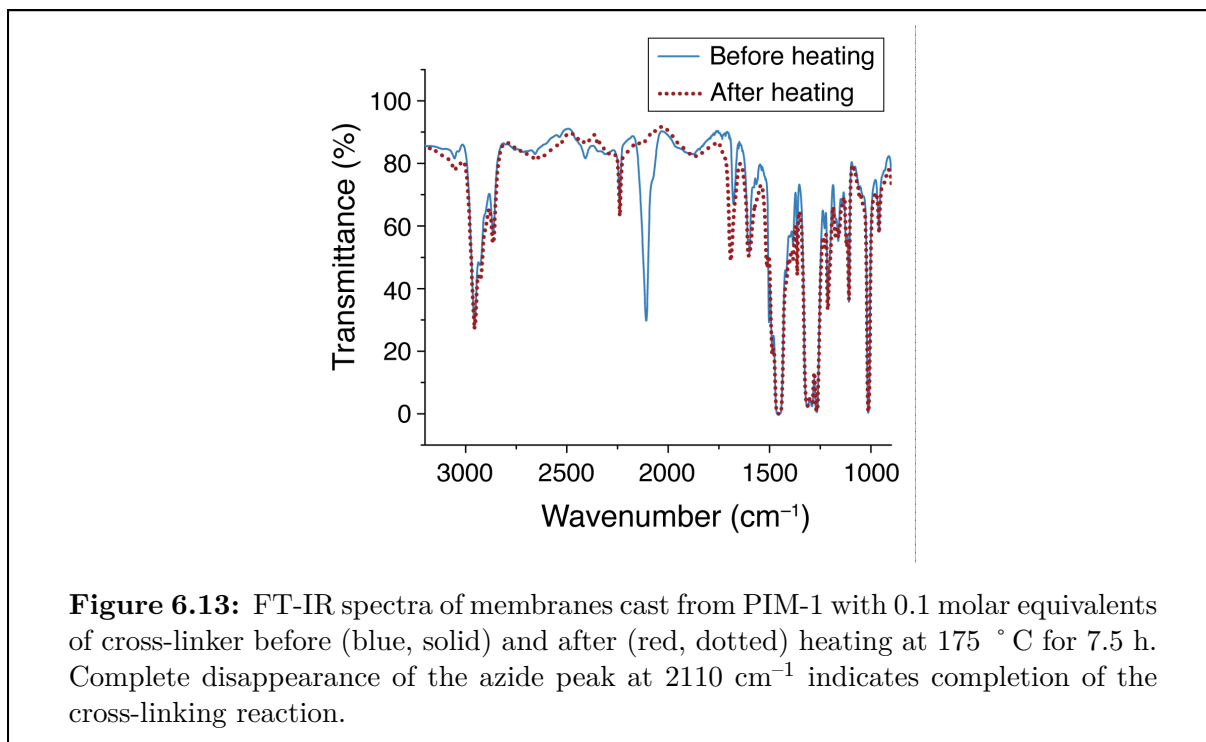 Before heating
After heating
100
80
60
40
20
0
Transmittance (%)
3000 2500 2000 1500 1000
Wavenumber (cm⁻¹)
Figure 6.13: FT-IR spectra of membranes cast from PIM-1 with 0.1 molar equivalents
of cross-linker before (blue, solid) and after (red, dotted) heating at 175 °C for 7.5 h.
Complete disappearance of the azide peak at 2110 cm⁻¹ indicates completion of the
cross-linking reaction.